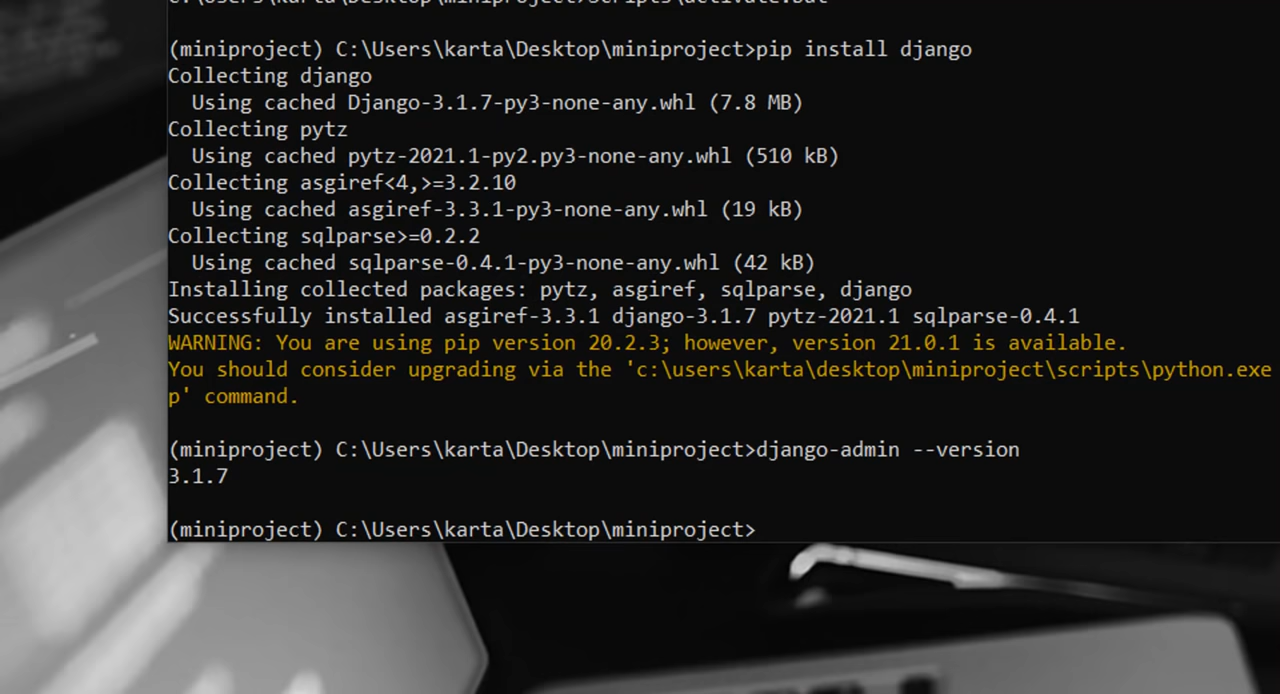 (miniproject) C:\Users\karta\Desktop\miniproject>pip install django
Collecting django
  Using cached Django-3.1.7-py3-none-any.whl (7.8 MB)
Collecting pytz
  Using cached pytz-2021.1-py2.py3-none-any.whl (510 kB)
Collecting asgiref<4,>=3.2.10
  Using cached asgiref-3.3.1-py3-none-any.whl (19 kB)
Collecting sqlparse>=0.2.2
  Using cached sqlparse-0.4.1-py3-none-any.whl (42 kB)
Installing collected packages: pytz, asgiref, sqlparse, django
Successfully installed asgiref-3.3.1 django-3.1.7 pytz-2021.1 sqlparse-0.4.1
WARNING: You are using pip version 20.2.3; however, version 21.0.1 is available.
You should consider upgrading via the 'c:\users\karta\desktop\miniproject\scripts\python.exe
p' command.
(miniproject) C:\Users\karta\Desktop\miniproject>django-admin --version
3.1.7
(miniproject) C:\Users\karta\Desktop\miniproject>